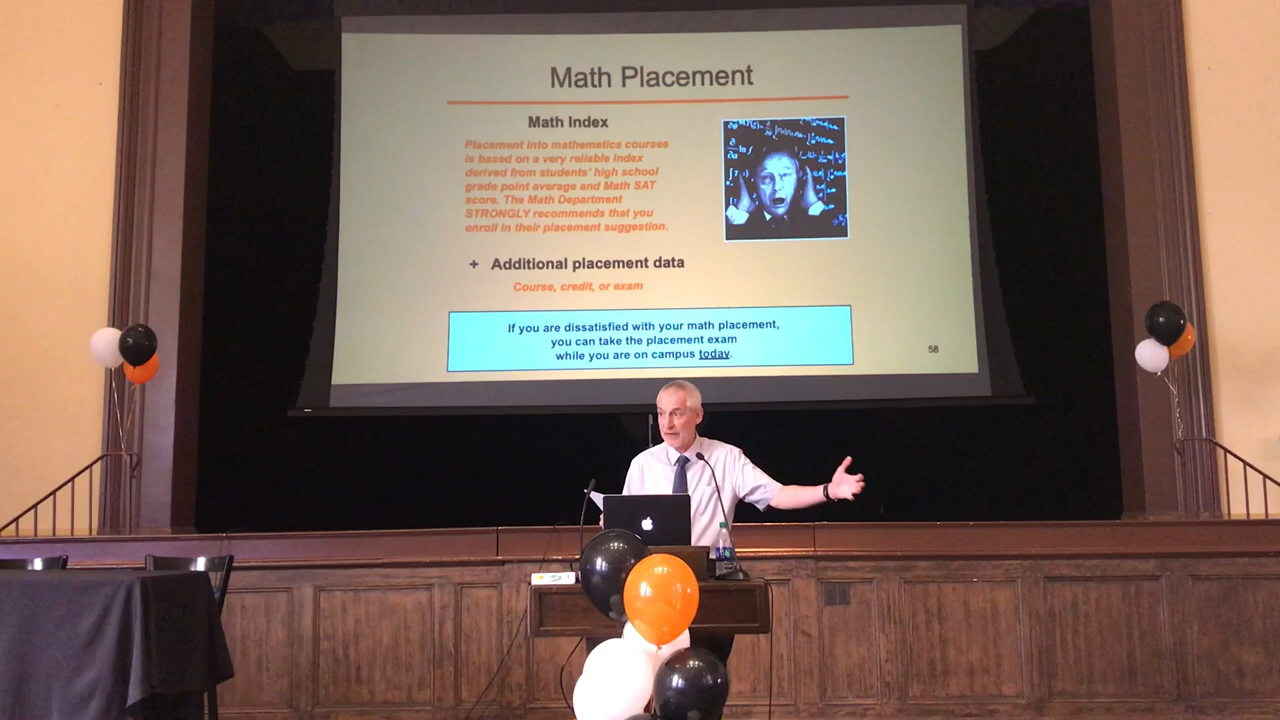 Math Placement
Math Index
Placement into mathematics courses
is based on a very reliable index
derived from students' high school
grade point average and Math SAT
score. The Math Department
STRONGLY recommends that you
enroll in their placement suggestion.
+ Additional placement data
Course, credit, or exam
If you are dissatisfied with your math placement,
you can take the placement exam
while you are on campus today.
58